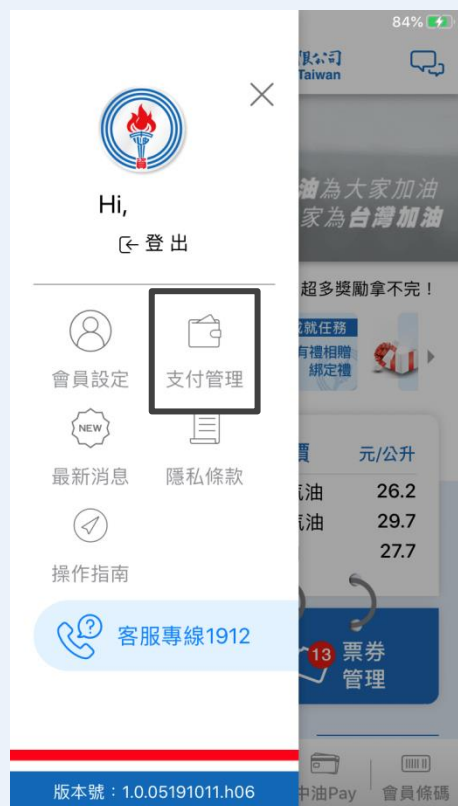 84%
限公司
Taiwan
Hi,
登出
油為大家加油
家為台灣加油
超多獎勵拿不完！
成就任務
有禮相贈
綁定禮
會員設定
支付管理
NEW
最新消息
隱私條款
操作指南
客服專線1912
價 元/公升
汽油 26.2
汽油 29.7
27.7
13 票券
管理
中油Pay
會員條碼
版本號：1.0.05191011.h06